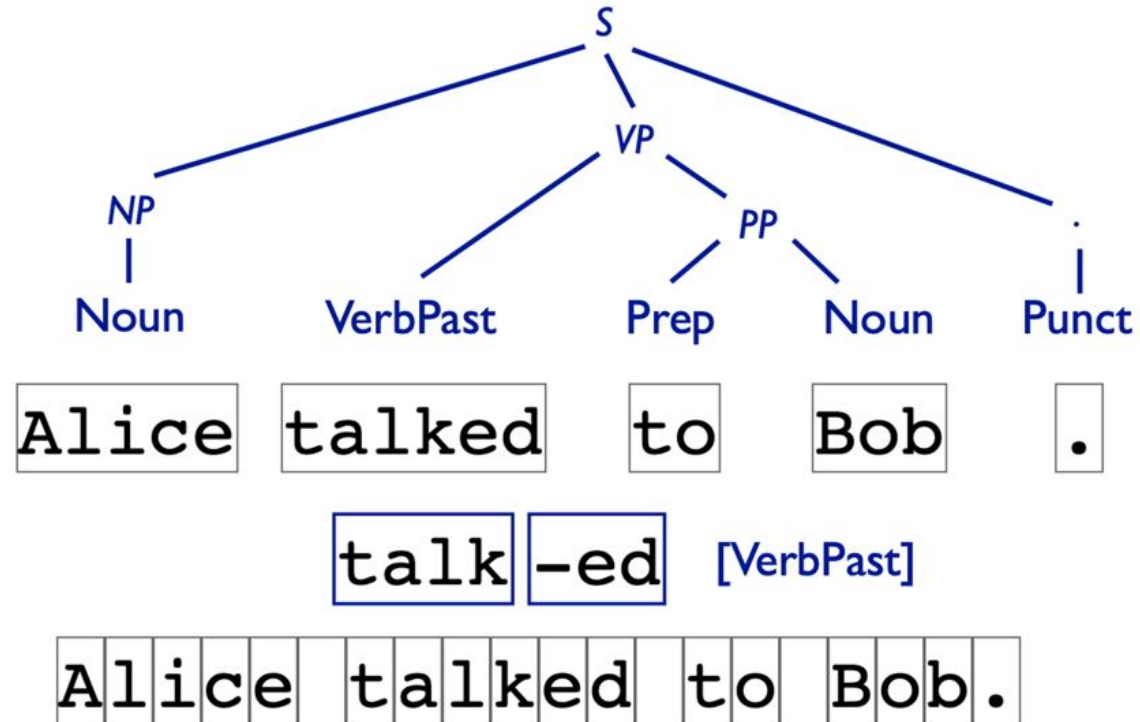 S
VP
NP PP .
Noun VerbPast Prep Noun Punct
Alice talked to Bob .
talk -ed [VerbPast]
Alice talked to Bob.